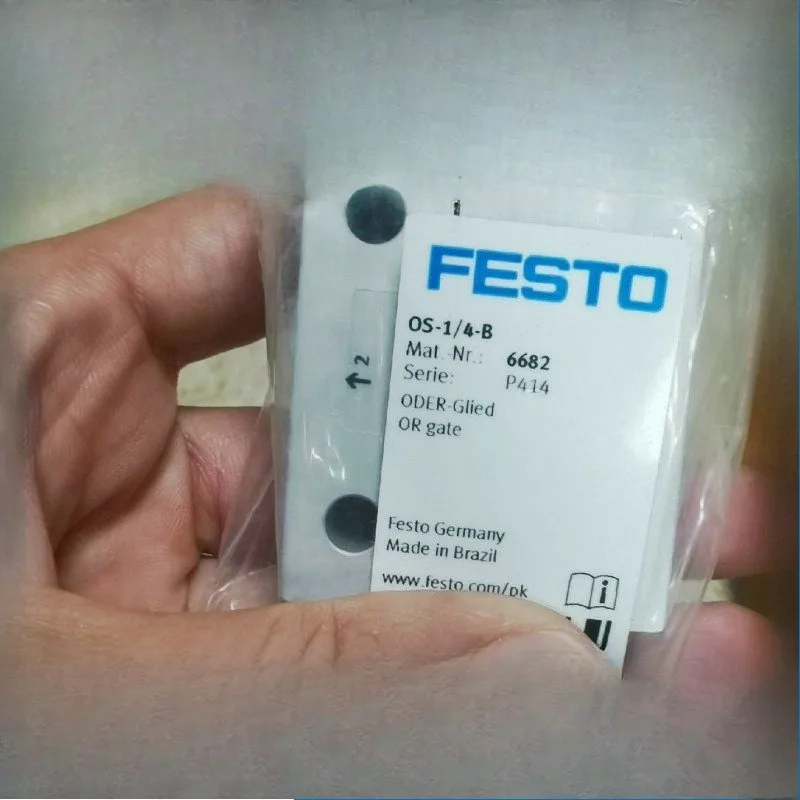 FESTO
OS-1/4-B
Mat.-Nr.: 6682
Serie: P414
ODER-Glied
OR gate
Festo Germany
Made in Brazil
www.festo.com/pk
i
↑2